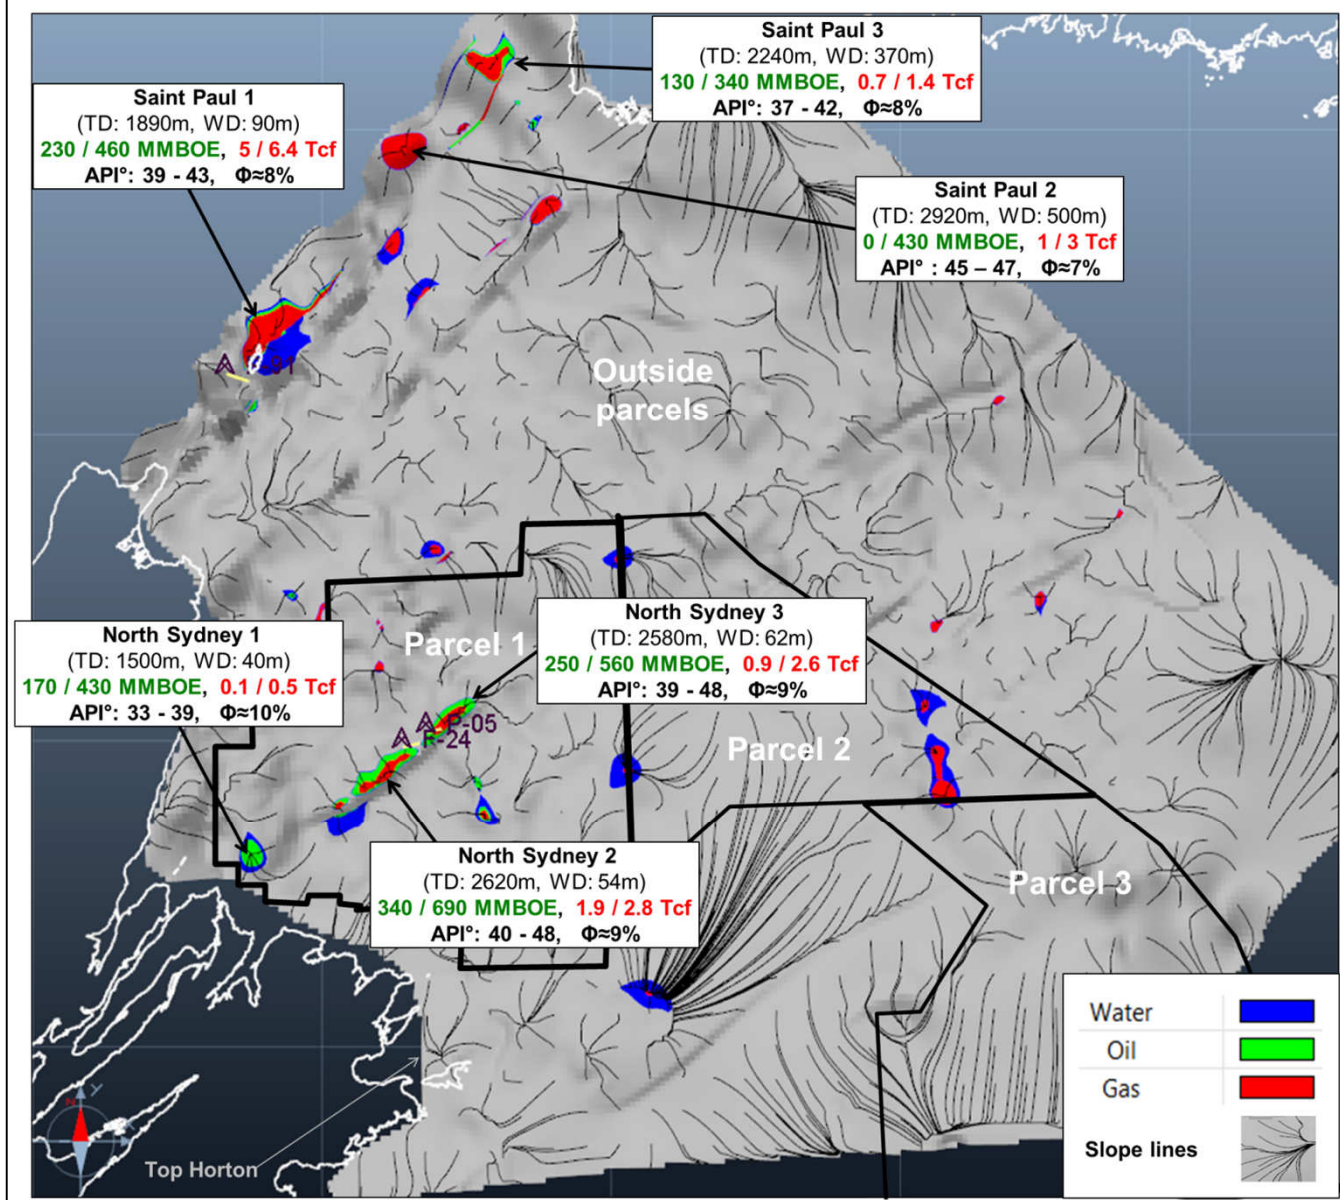 Saint Paul 3
(TD: 2240m, WD: 370m)
130 / 340 MMBOE, 0.7 / 1.4 Tcf
API°: 37 - 42, Φ≈8%
Saint Paul 1
(TD: 1890m, WD: 90m)
230 / 460 MMBOE, 5 / 6.4 Tcf
API°: 39 - 43, Φ≈8%
Saint Paul 2
(TD: 2920m, WD: 500m)
0 / 430 MMBOE, 1 / 3 Tcf
API° : 45 – 47, Φ≈7%
Outside
parcels
North Sydney 3
(TD: 2580m, WD: 62m)
250 / 560 MMBOE, 0.9 / 2.6 Tcf
API°: 39 - 48, Φ≈9%
North Sydney 1
(TD: 1500m, WD: 40m)
170 / 430 MMBOE, 0.1 / 0.5 Tcf
API°: 33 - 39, Φ≈10%
Parcel 1
P-05
F-24
Parcel 2
North Sydney 2
(TD: 2620m, WD: 54m)
340 / 690 MMBOE, 1.9 / 2.8 Tcf
API°: 40 - 48, Φ≈9%
Parcel 3
Water
Oil
Gas
Slope lines
Top Horton